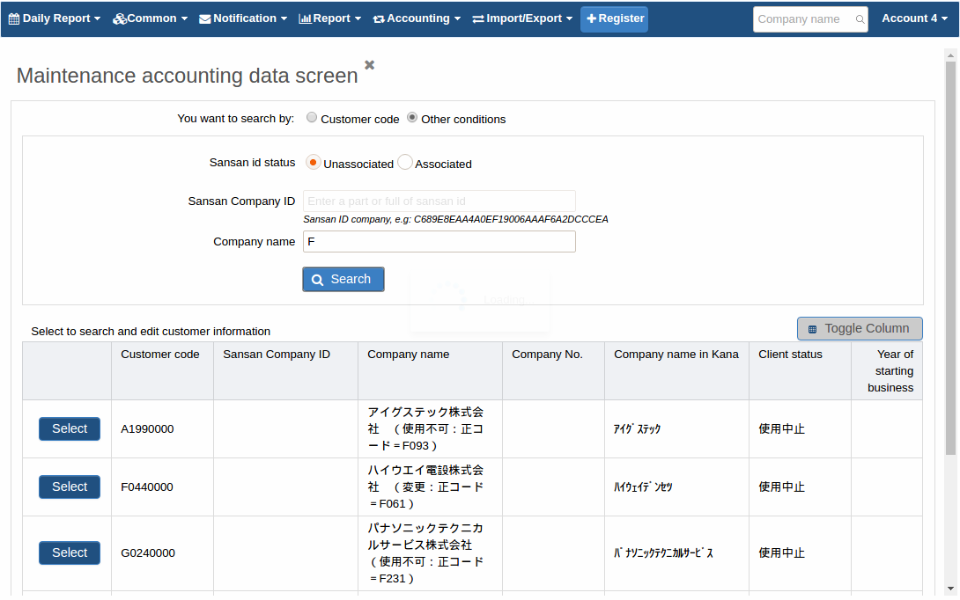 Daily Report Common Notification Report Accounting Import/Export Register Company name Account 4
Maintenance accounting data screen
You want to search by: Customer code Other conditions
Sansan id status Unassociated Associated
Sansan Company ID Enter a part or full of sansan id
Sansan ID company, e.g: C689E8EAA4A0EF19006AAAF6A2DCCCEA
Company name F
Search
Select to search and edit customer information
Toggle Column
Customer code Sansan Company ID Company name Company No. Company name in Kana Client status Year of
starting
business
アイグステック株式会
Select A1990000 社 （使用不可：正コ ｱｲｸﾞｽﾃｯｸ 使用中止
ード=F093）
ハイウエイ電設株式会
Select F0440000 社 （変更：正コード ﾊｲｳｪｲﾃﾞﾝｾﾂ 使用中止
=F061）
パナソニックテクニカ
ルサービス株式会社
Select G0240000 ﾊﾟﾅｿﾆｯｸﾃｸﾆｶﾙｻｰﾋﾞｽ 使用中止
（使用不可：正コード
=F231）